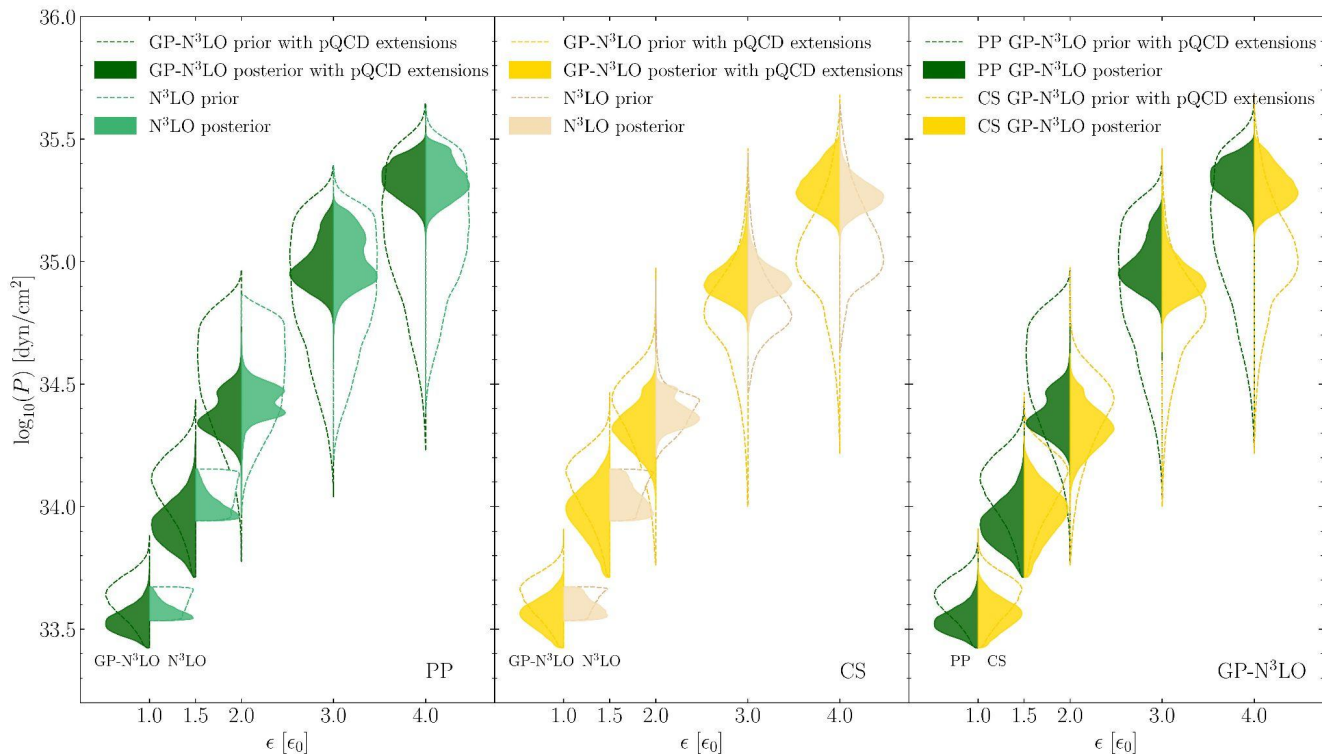 36.0
35.5
35.0
34.5
34.0
33.5
log₁₀(P) [dyn/cm²]
GP-N³LO prior with pQCD extensions
GP-N³LO posterior with pQCD extensions
N³LO prior
N³LO posterior
GP-N³LO N³LO
PP
1.0 1.5 2.0 3.0 4.0
ϵ [ϵ₀]
GP-N³LO prior with pQCD extensions
GP-N³LO posterior with pQCD extensions
N³LO prior
N³LO posterior
GP-N³LO N³LO
CS
1.0 1.5 2.0 3.0 4.0
ϵ [ϵ₀]
PP GP-N³LO prior with pQCD extensions
PP GP-N³LO posterior
CS GP-N³LO prior with pQCD extensions
CS GP-N³LO posterior
PP CS
GP-N³LO
1.0 1.5 2.0 3.0 4.0
ϵ [ϵ₀]